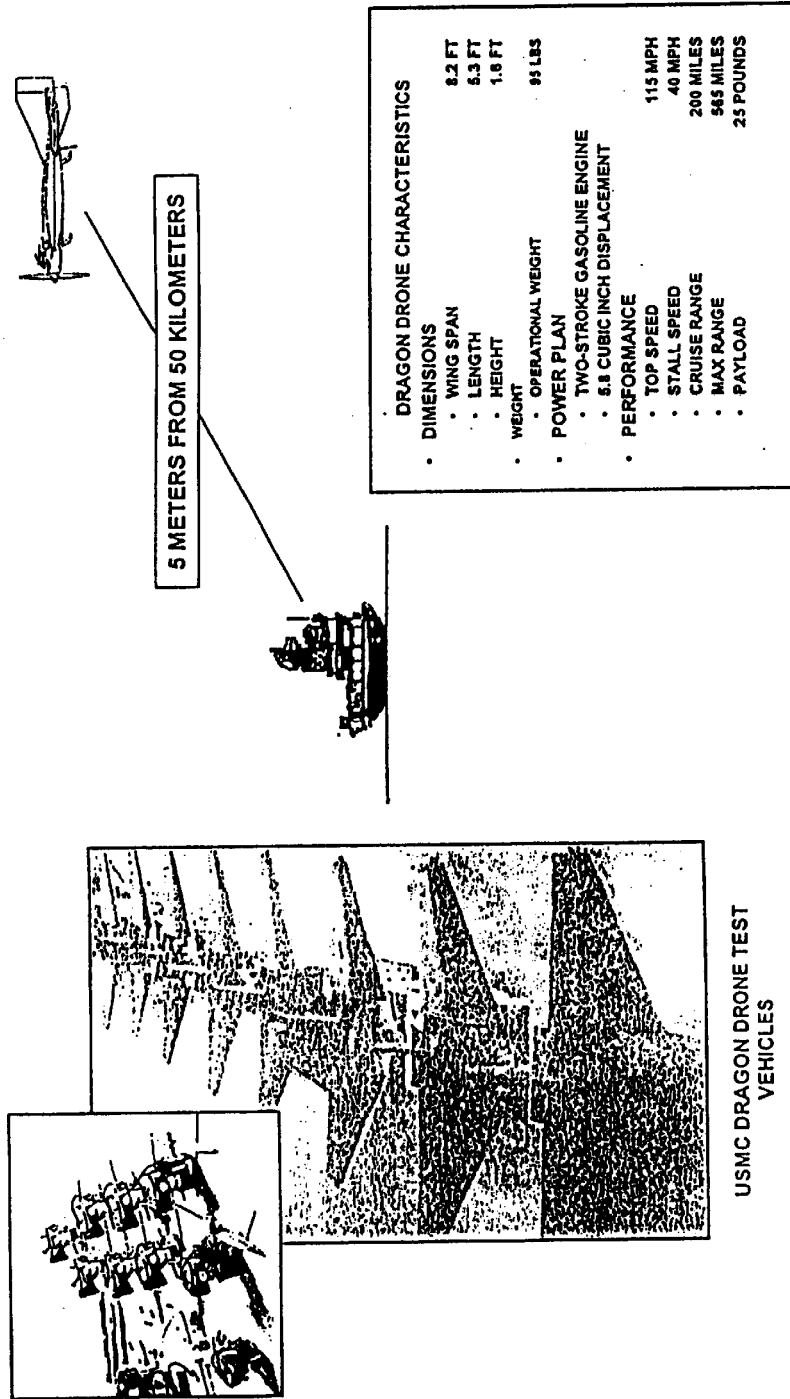 5 METERS FROM 50 KILOMETERS
DRAGON DRONE CHARACTERISTICS
• DIMENSIONS
• WING SPAN 8.2 FT
• LENGTH 5.3 FT
• HEIGHT 1.6 FT
• WEIGHT
• OPERATIONAL WEIGHT 95 LBS
• POWER PLAN
• TWO-STROKE GASOLINE ENGINE
• 5.8 CUBIC INCH DISPLACEMENT
• PERFORMANCE
• TOP SPEED 115 MPH
• STALL SPEED 40 MPH
• CRUISE RANGE 200 MILES
• MAX RANGE 565 MILES
• PAYLOAD 25 POUNDS
USMC DRAGON DRONE TEST
VEHICLES